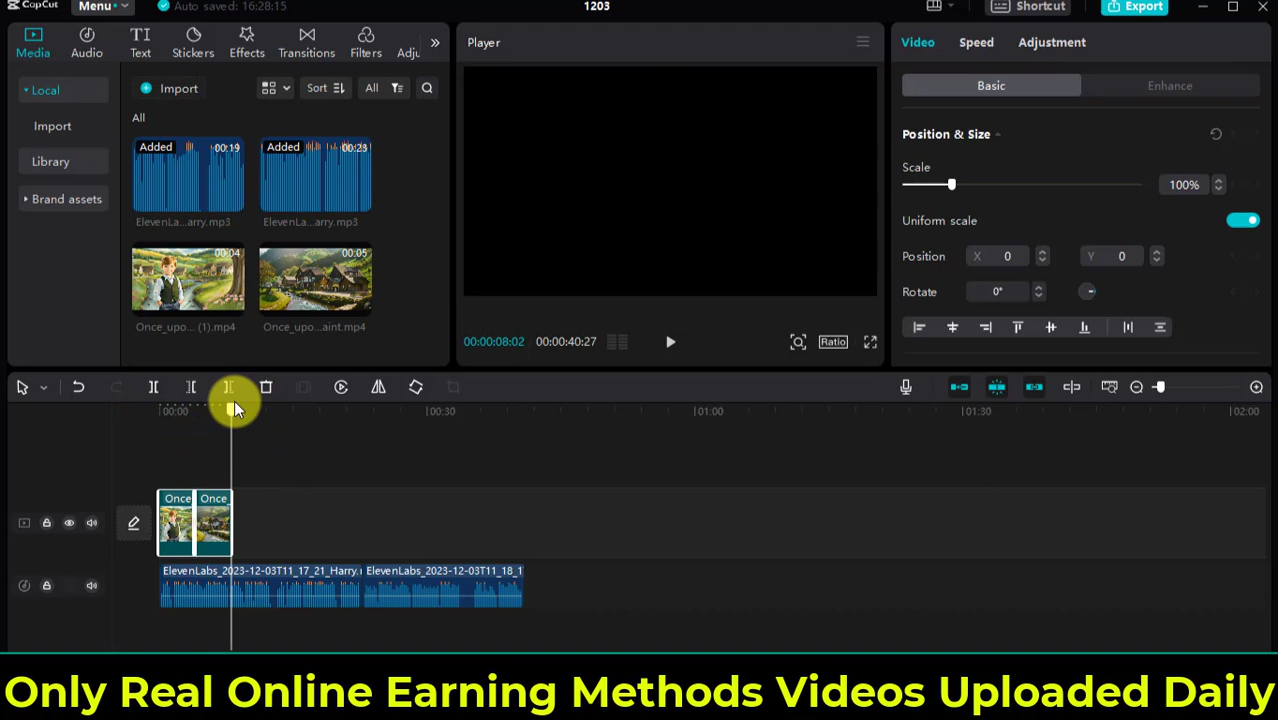 CapCut
Menu
Auto saved: 16:28:15
1203
Shortcut
Export
Media
Audio
Text
Stickers
Effects
Transitions
Filters
Adju
Local
Import
Library
Brand assets
Import
Sort
All
All
Added
00:19
Added
00:23
ElevenLa...arry.mp3
ElevenLa...arry.mp3
00:04
00:05
Once_upo... (1).mp4
Once_upo...aint.mp4
Player
00:00:08:02
00:00:40:27
Ratio
Video
Speed
Adjustment
Basic
Enhance
Position & Size
Scale
100%
Uniform scale
Position
X
0
Y
0
Rotate
0°
00:00
00:30
01:00
01:30
02:00
Once
Once_
ElevenLabs_2023-12-03T11_17_21_Harry.
ElevenLabs_2023-12-03T11_18_1
Only Real Online Earning Methods Videos Uploaded Daily